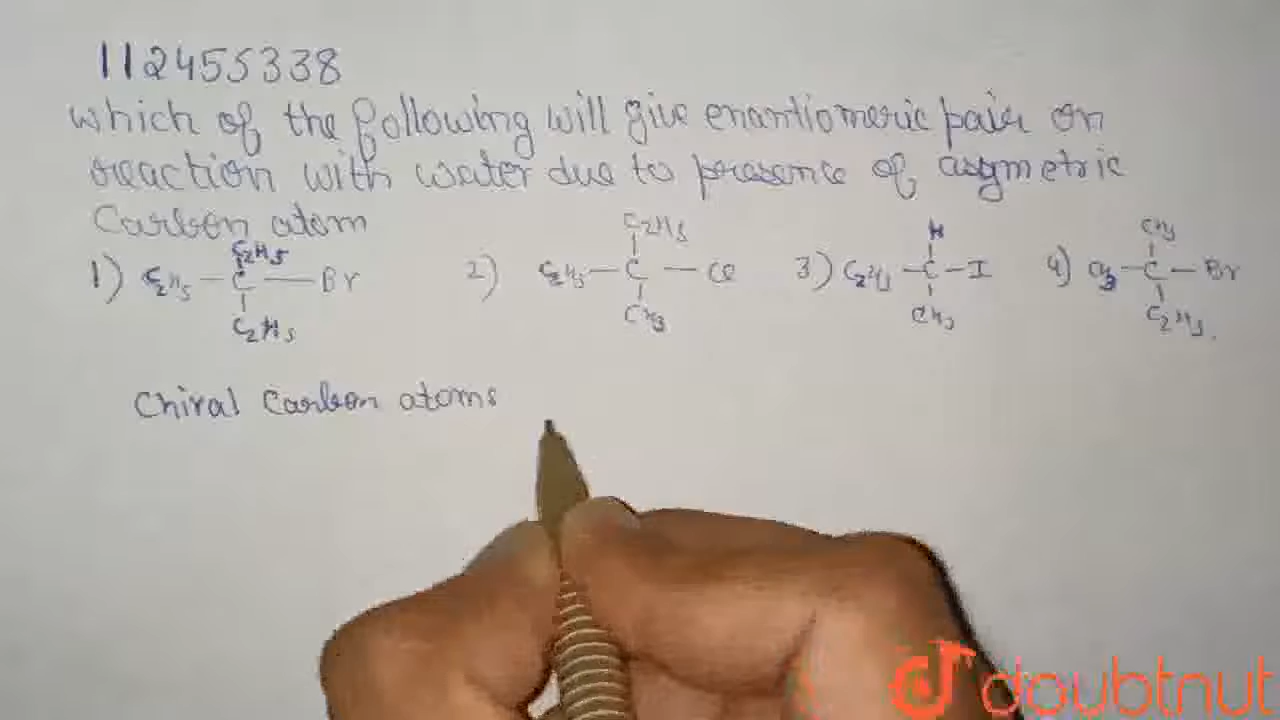 112455338
which of the following will give enantiomeric pair on
reaction with water due to presence of asymetric
Carbon atom
1) C2H5 - C - Br
C2H5
C2H5
2) C2H5 - C - Cl
C2H5
CH3
3) C2H5 - C - I
H
CH3
4) CH3 - C - Br
CH3
C2H5.
Chiral Carbon atoms
doubtnut